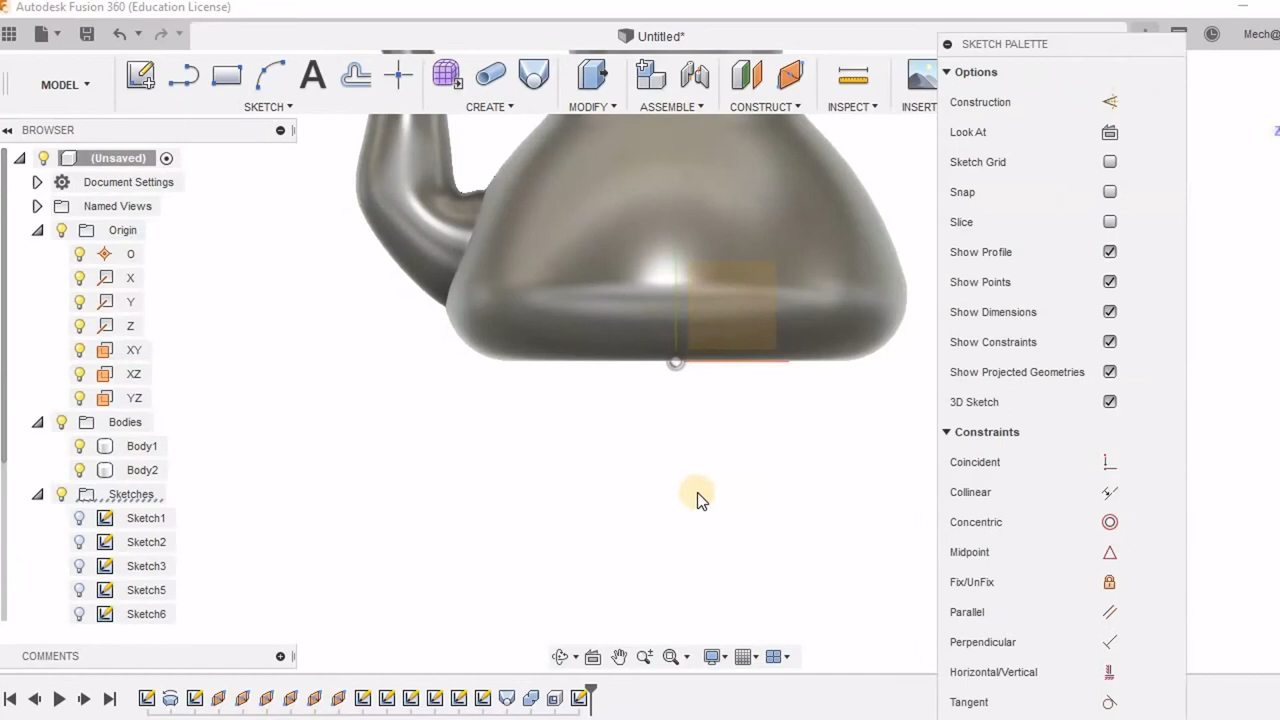 Autodesk Fusion 360 (Education License)
Untitled*
Mech@
MODEL
SKETCH
CREATE
MODIFY
ASSEMBLE
CONSTRUCT
INSPECT
INSERT
BROWSER
(Unsaved)
Document Settings
Named Views
Origin
O
X
Y
Z
XY
XZ
YZ
Bodies
Body1
Body2
Sketches
Sketch1
Sketch2
Sketch3
Sketch5
Sketch6
COMMENTS
SKETCH PALETTE
Options
Construction
Look At
Sketch Grid
Snap
Slice
Show Profile
Show Points
Show Dimensions
Show Constraints
Show Projected Geometries
3D Sketch
Constraints
Coincident
Collinear
Concentric
Midpoint
Fix/UnFix
Parallel
Perpendicular
Horizontal/Vertical
Tangent
Z